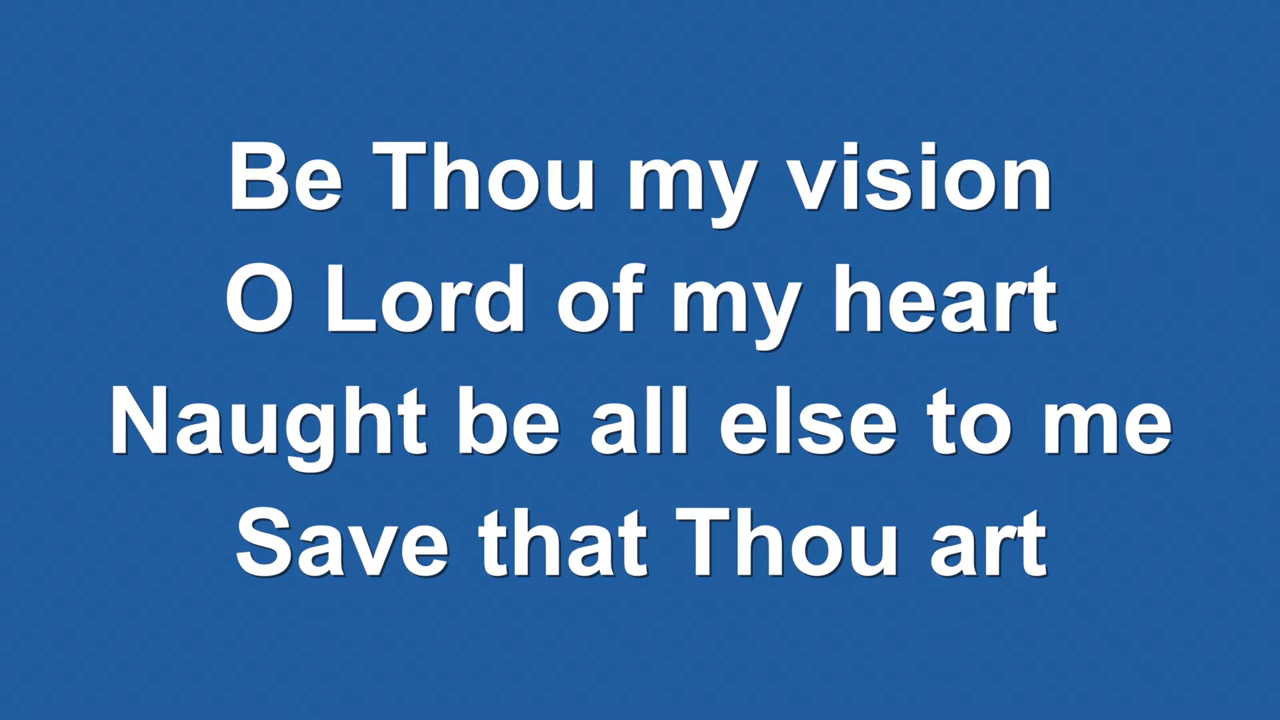 Be Thou my vision
O Lord of my heart
Naught be all else to me
Save that Thou art